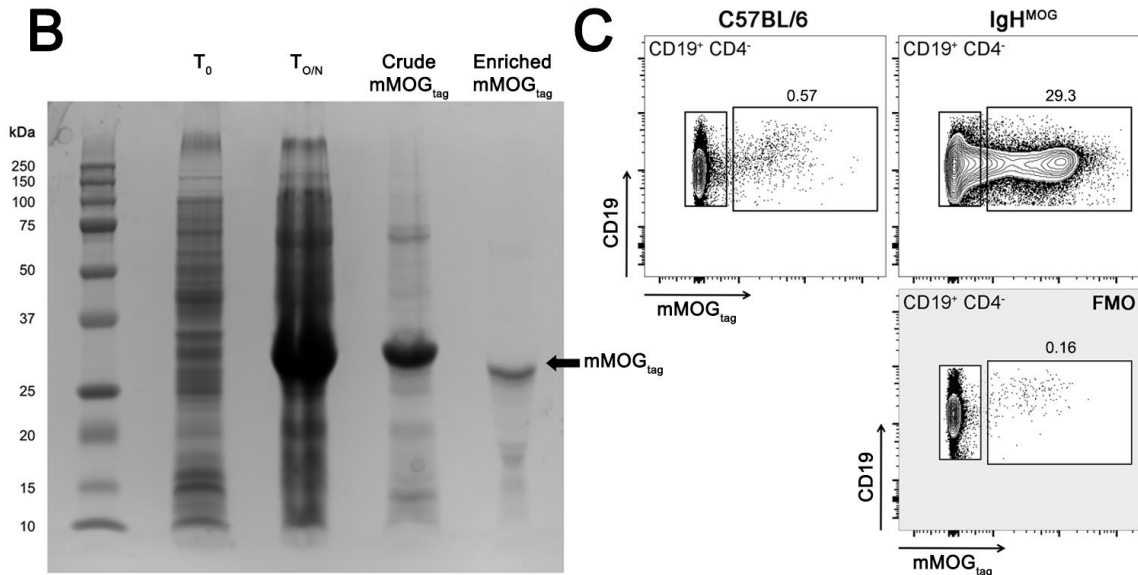 B
T0 TO/N Crude Enriched
mMOGtag mMOGtag
kDa
250
150
100
75
50
37
25
20
15
10
mMOGtag
C
C57BL/6
CD19+ CD4-
0.57
CD19
mMOGtag
IgHMOG
CD19+ CD4-
29.3
CD19+ CD4- FMO
0.16
CD19
mMOGtag